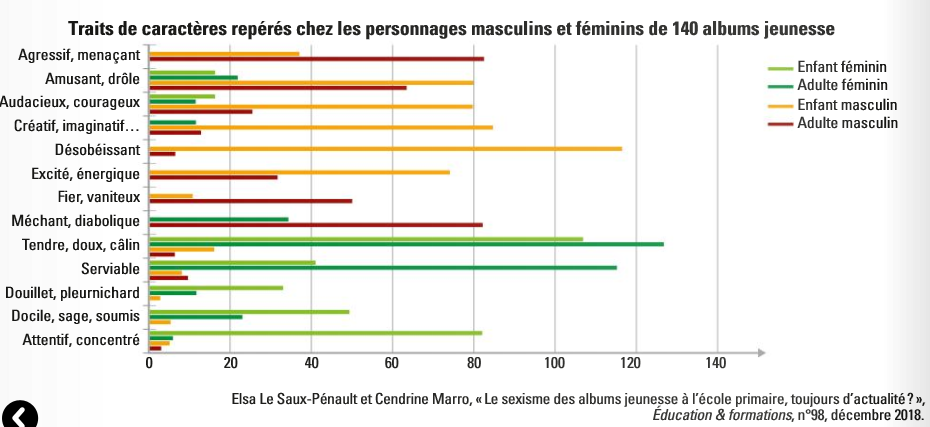 Traits de caractères repérés chez les personnages masculins et féminins de 140 albums jeunesse
Agressif, menaçant
Amusant, drôle
Audacieux, courageux
Créatif, imaginatif…
Désobéissant
Excité, énergique
Fier, vaniteux
Méchant, diabolique
Tendre, doux, câlin
Serviable
Douillet, pleurnichard
Docile, sage, soumis
Attentif, concentré
0 20 40 60 80 100 120 140
Enfant féminin
Adulte féminin
Enfant masculin
Adulte masculin
Elsa Le Saux-Pénault et Cendrine Marro, « Le sexisme des albums jeunesse à l'école primaire, toujours d'actualité ? »,
Éducation & formations, n°98, décembre 2018.